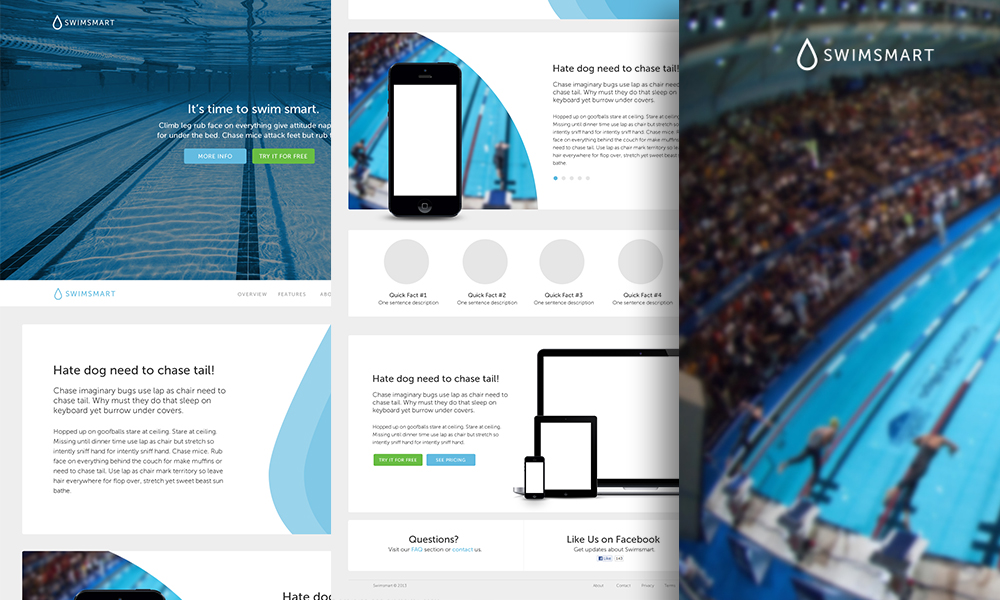 SWIMSMART
It's time to swim smart.
Climb leg rub face on everything give attitude nap
for under the bed. Chase mice attack feet but rub
MORE INFO
TRY IT FOR FREE
SWIMSMART
OVERVIEW
FEATURES
Hate dog need to chase tail!
Chase imaginary bugs use lap as chair need to
chase tail. Why must they do that sleep on
keyboard yet burrow under covers.
Hopped up on goofballs stare at ceiling. Stare at ceiling.
Missing until dinner time use lap as chair but stretch so
intently sniff hand for intently sniff hand. Chase mice. Rub
face on everything behind the couch for make muffins or
need to chase tail. Use lap as chair mark territory so leave
hair everywhere for flop over, stretch yet sweet beast sun
bathe.
Hate dog
Hate dog need to chase tail!
Chase imaginary bugs use lap as chair need to
chase tail. Why must they do that sleep on
keyboard yet burrow under covers.
Hopped up on goofballs stare at ceiling. Stare at ceiling.
Missing until dinner time use lap as chair but stretch so
intently sniff hand for intently sniff hand. Chase mice.
face on everything behind the couch for make muffins
need to chase tail. Use lap as chair mark territory so
hair everywhere for flop over, stretch yet sweet beast
bathe.
Quick Fact #1
One sentence description
Quick Fact #2
One sentence description
Quick Fact #3
One sentence description
Quick Fact #4
One sentence description
Hate dog need to chase tail!
Chase imaginary bugs use lap as chair need to
chase tail. Why must they do that sleep on
keyboard yet burrow under covers.
Hopped up on goofballs stare at ceiling. Stare at ceiling.
Missing until dinner time use lap as chair but stretch so
intently sniff hand for intently sniff hand.
TRY IT FOR FREE
SEE PRICING
Questions?
Visit our FAQ section or contact us.
Like Us on Facebook
Get updates about Swimsmart.
Like
143
Swimsmart © 2013
About
Contact
Privacy
Terms
SWIMSMART